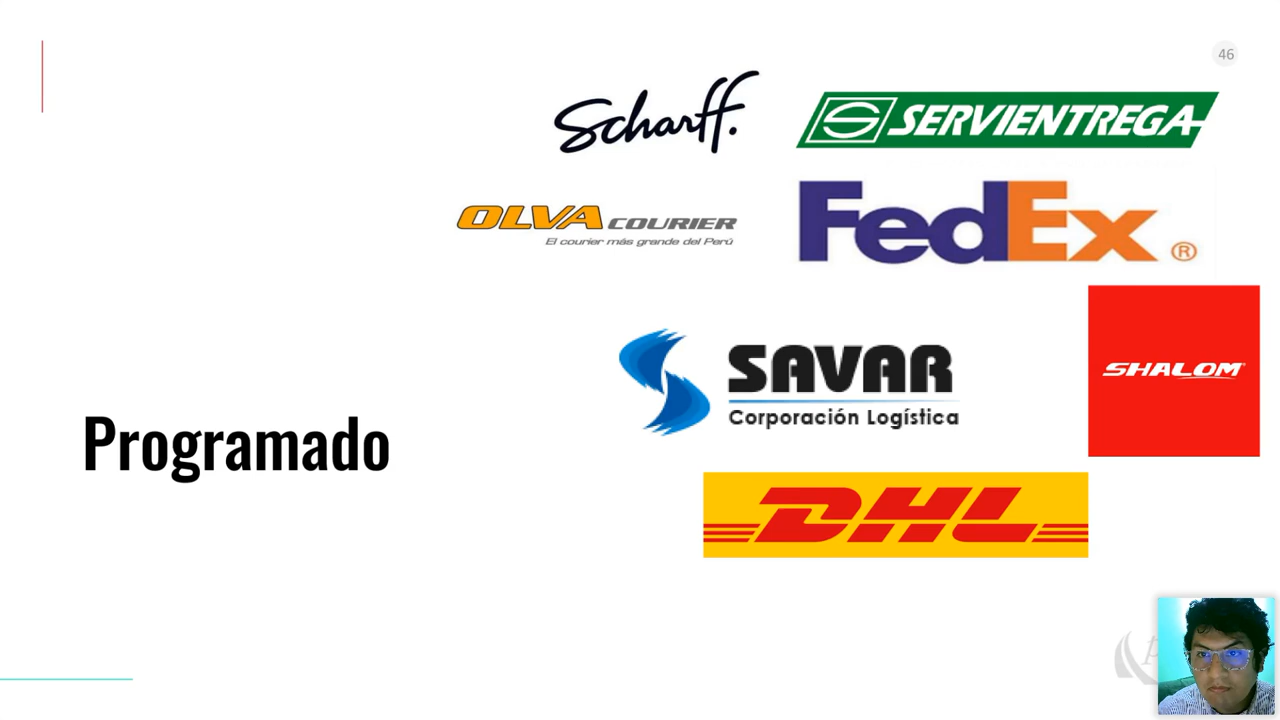 46
Scharff.
SERVIENTREGA
OLVA COURIER
El courier más grande del Perú
FedEx ®
SAVAR
Corporación Logística
SHALOM
Programado
DHL